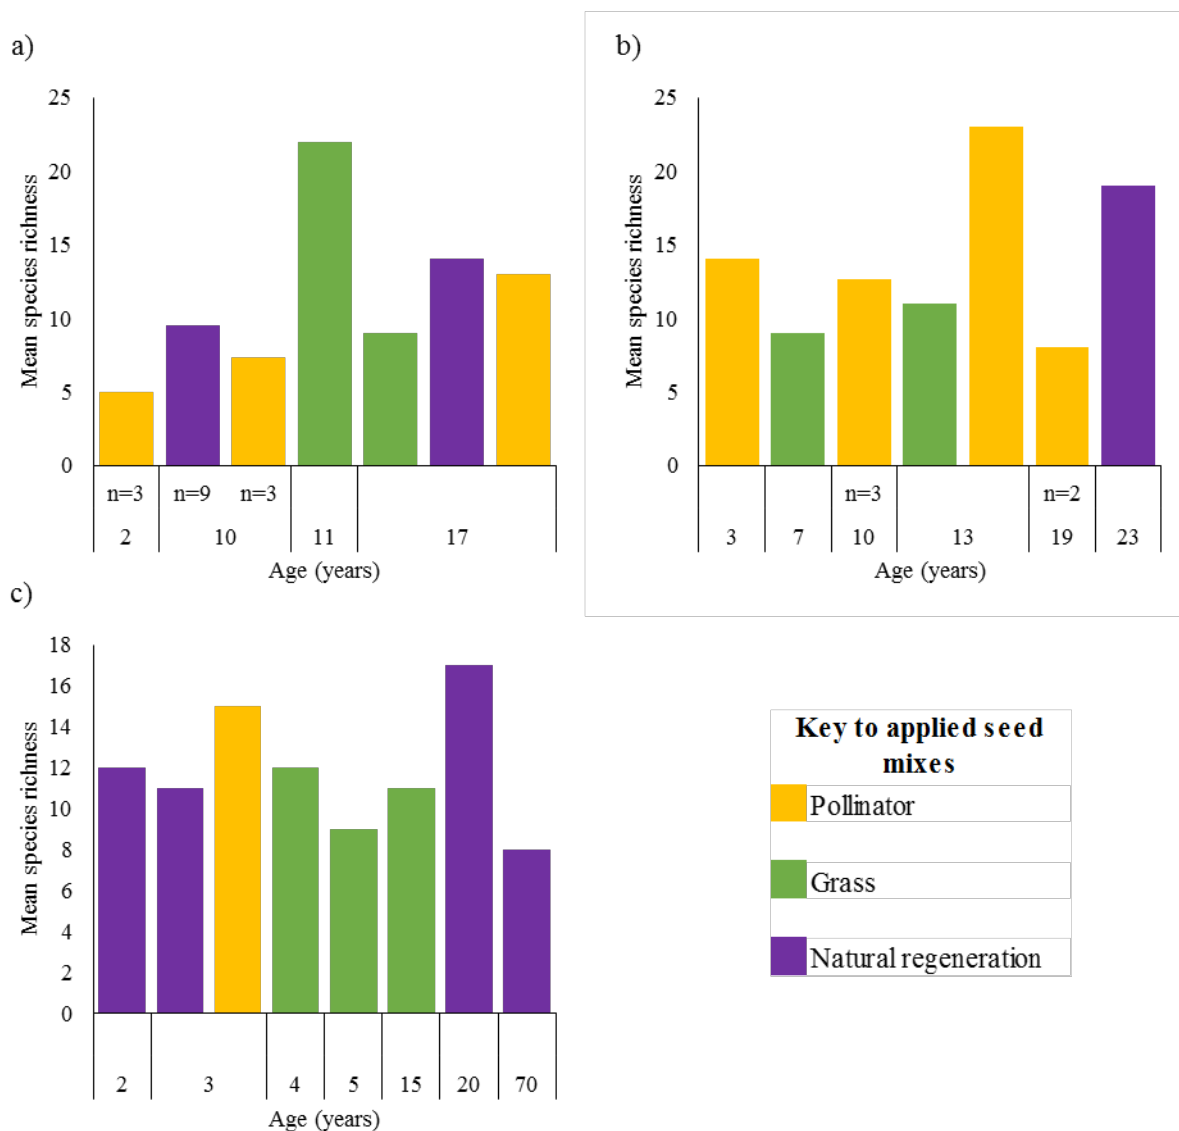 a)
25
20
15
10
5
0
Mean species richness
n=3 n=9 n=3
2 10 11 17
Age (years)
b)
25
20
15
10
5
0
Mean species richness
n=3 n=2
3 7 10 13 19 23
Age (years)
c)
18
16
14
12
10
8
6
4
2
0
Mean species richness
2 3 4 5 15 20 70
Age (years)
Key to applied seed
mixes
Pollinator
Grass
Natural regeneration